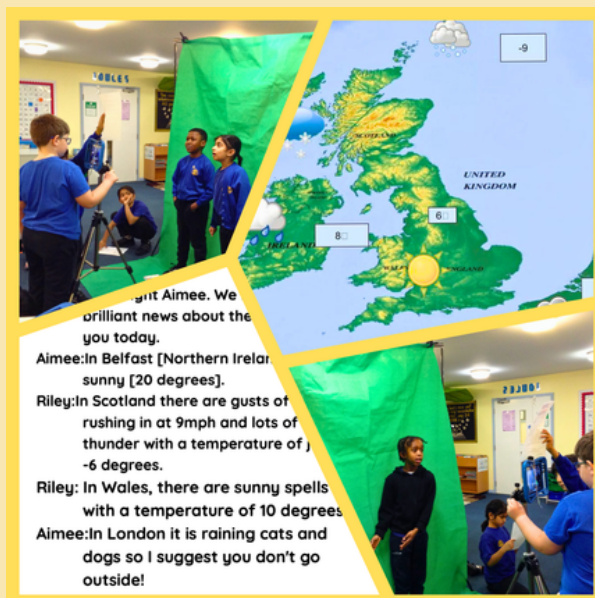 -9
SCOTLAND
UNITED
KINGDOM
6□
8□
IRELAND
WAL
NGLAND
ght Aimee. We
brilliant news about the
you today.
Aimee:In Belfast [Northern Irelan
sunny [20 degrees].
Riley:In Scotland there are gusts of
rushing in at 9mph and lots of
thunder with a temperature of
-6 degrees.
Riley: In Wales, there are sunny spells
with a temperature of 10 degrees
Aimee:In London it is raining cats and
dogs so I suggest you don't go
outside!